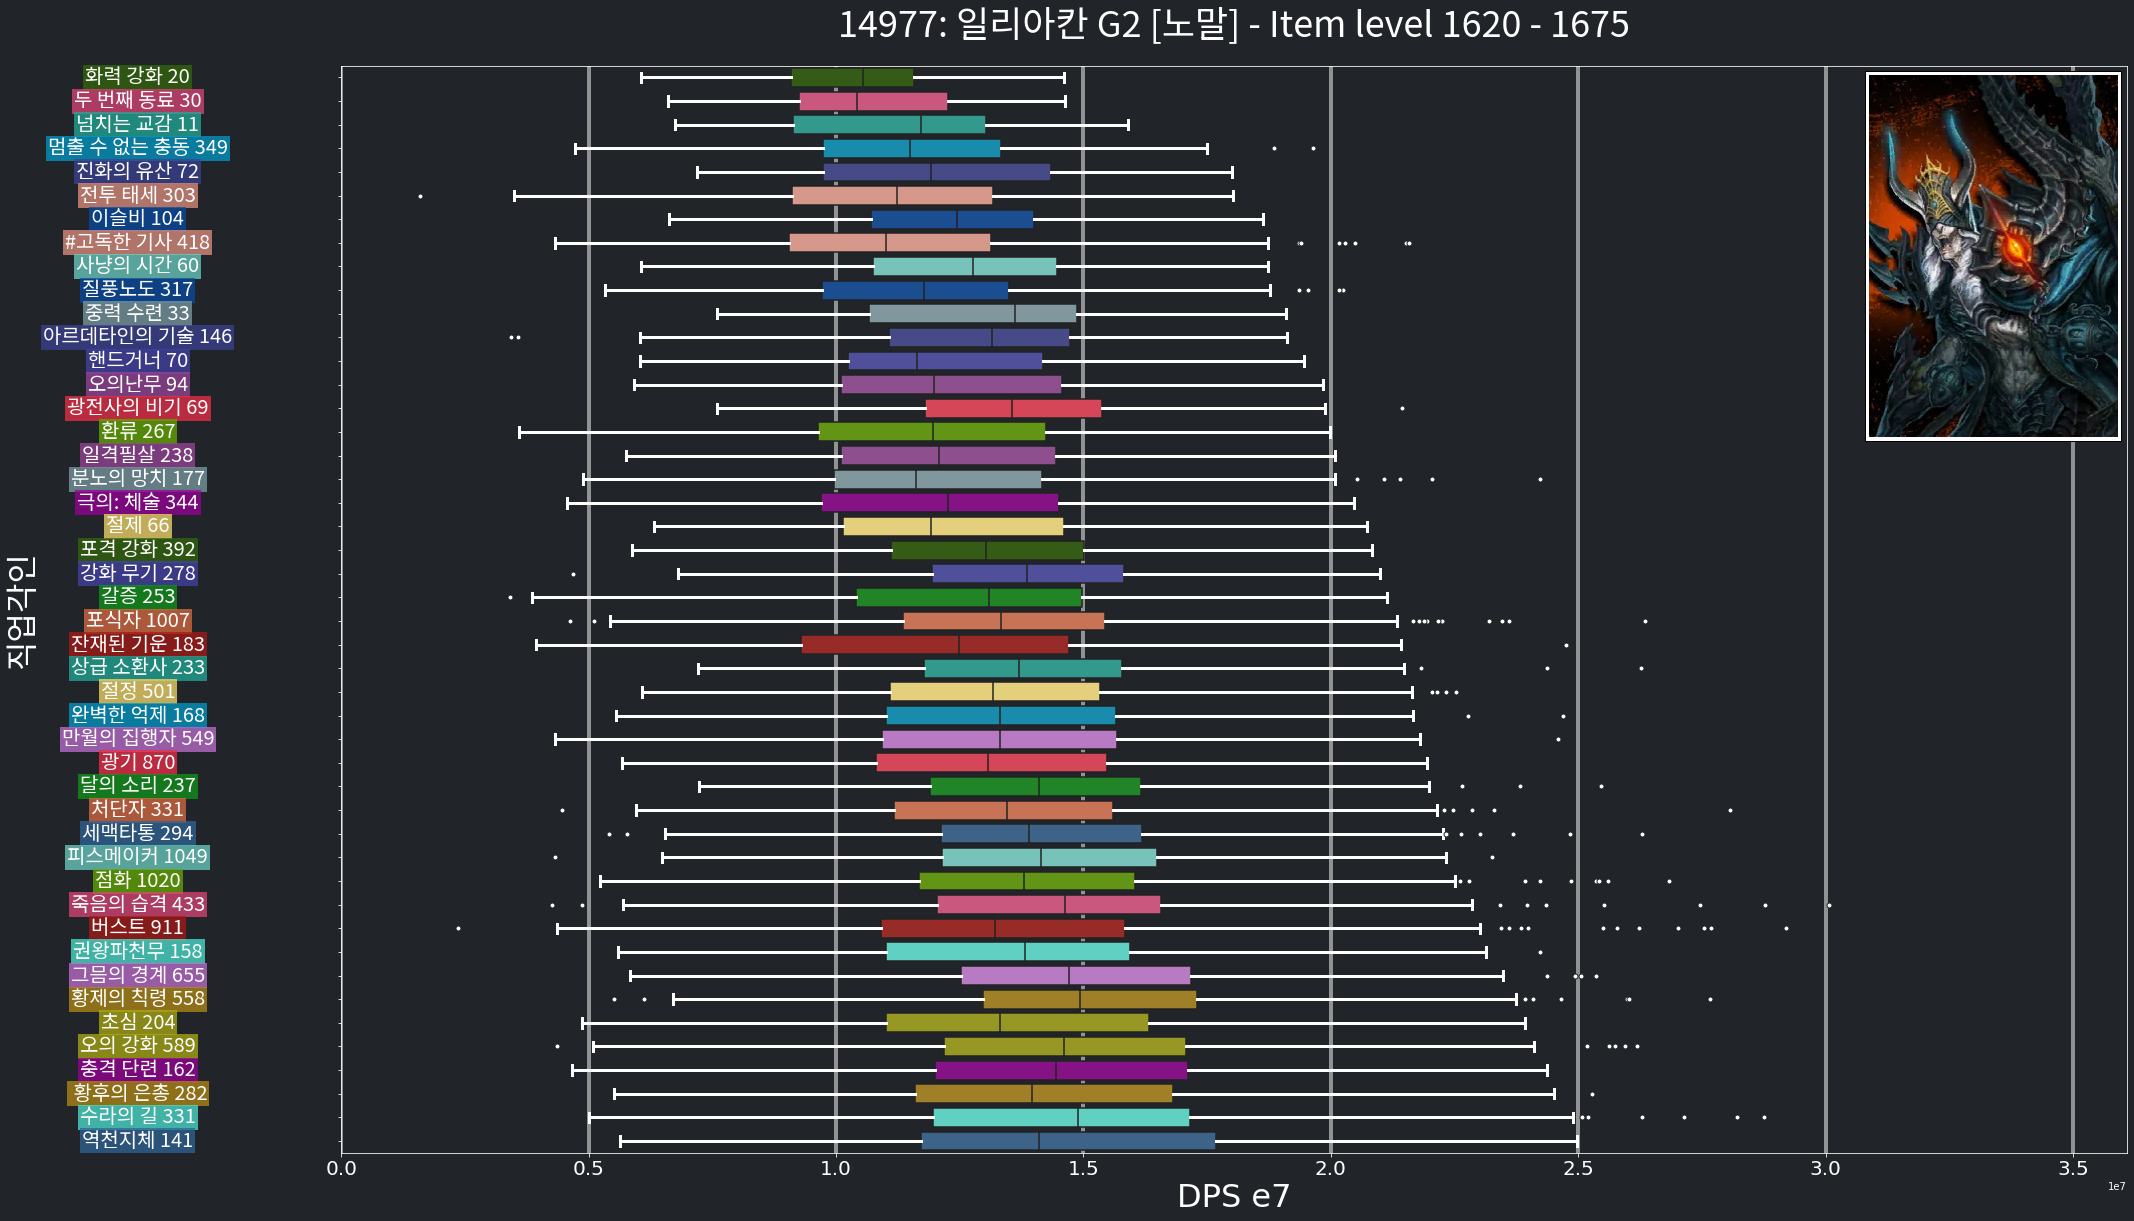 14977: 일리아칸 G2 [노말] - Item level 1620 - 1675
직업각인
화력 강화 20
두 번째 동료 30
넘치는 교감 11
멈출 수 없는 충동 349
진화의 유산 72
전투 태세 303
이슬비 104
#고독한 기사 418
사냥의 시간 60
질풍노도 317
중력 수련 33
아르데타인의 기술 146
핸드거너 70
오의난무 94
광전사의 비기 69
환류 267
일격필살 238
분노의 망치 177
극의: 체술 344
절제 66
포격 강화 392
강화 무기 278
갈증 253
포식자 1007
잔재된 기운 183
상급 소환사 233
절정 501
완벽한 억제 168
만월의 집행자 549
광기 870
달의 소리 237
처단자 331
세맥타통 294
피스메이커 1049
점화 1020
죽음의 습격 433
버스트 911
권왕파천무 158
그믐의 경계 655
황제의 칙령 558
초심 204
오의 강화 589
충격 단련 162
황후의 은총 282
수라의 길 331
역천지체 141
0.0 0.5 1.0 1.5 2.0 2.5 3.0 3.5
DPS e7
1e7